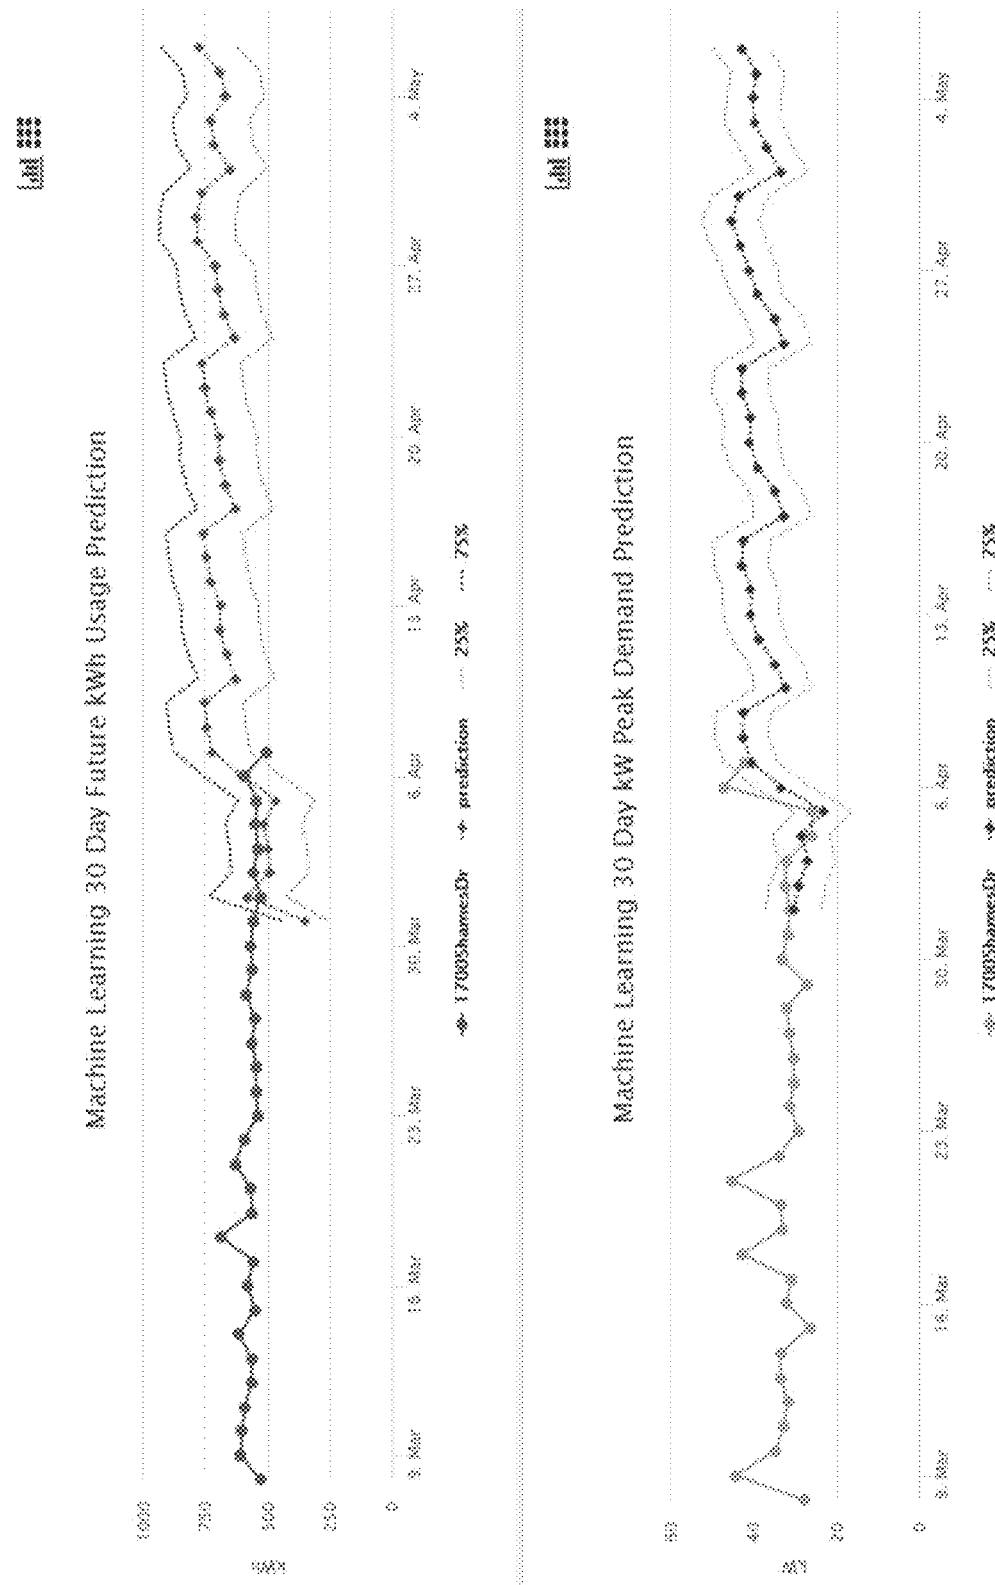 Machine Learning 30 Day Future kWh Usage Prediction
1000
750
500
250
0
9. Mar
16. Mar
23. Mar
30. Mar
6. Apr
13. Apr
20. Apr
27. Apr
4. May
17005ShamesDr prediction 25% 75%
Machine Learning 30 Day kW Peak Demand Prediction
60
40
20
0
9. Mar
16. Mar
23. Mar
30. Mar
6. Apr
13. Apr
20. Apr
27. Apr
4. May
17005ShamesDr prediction 25% 75%